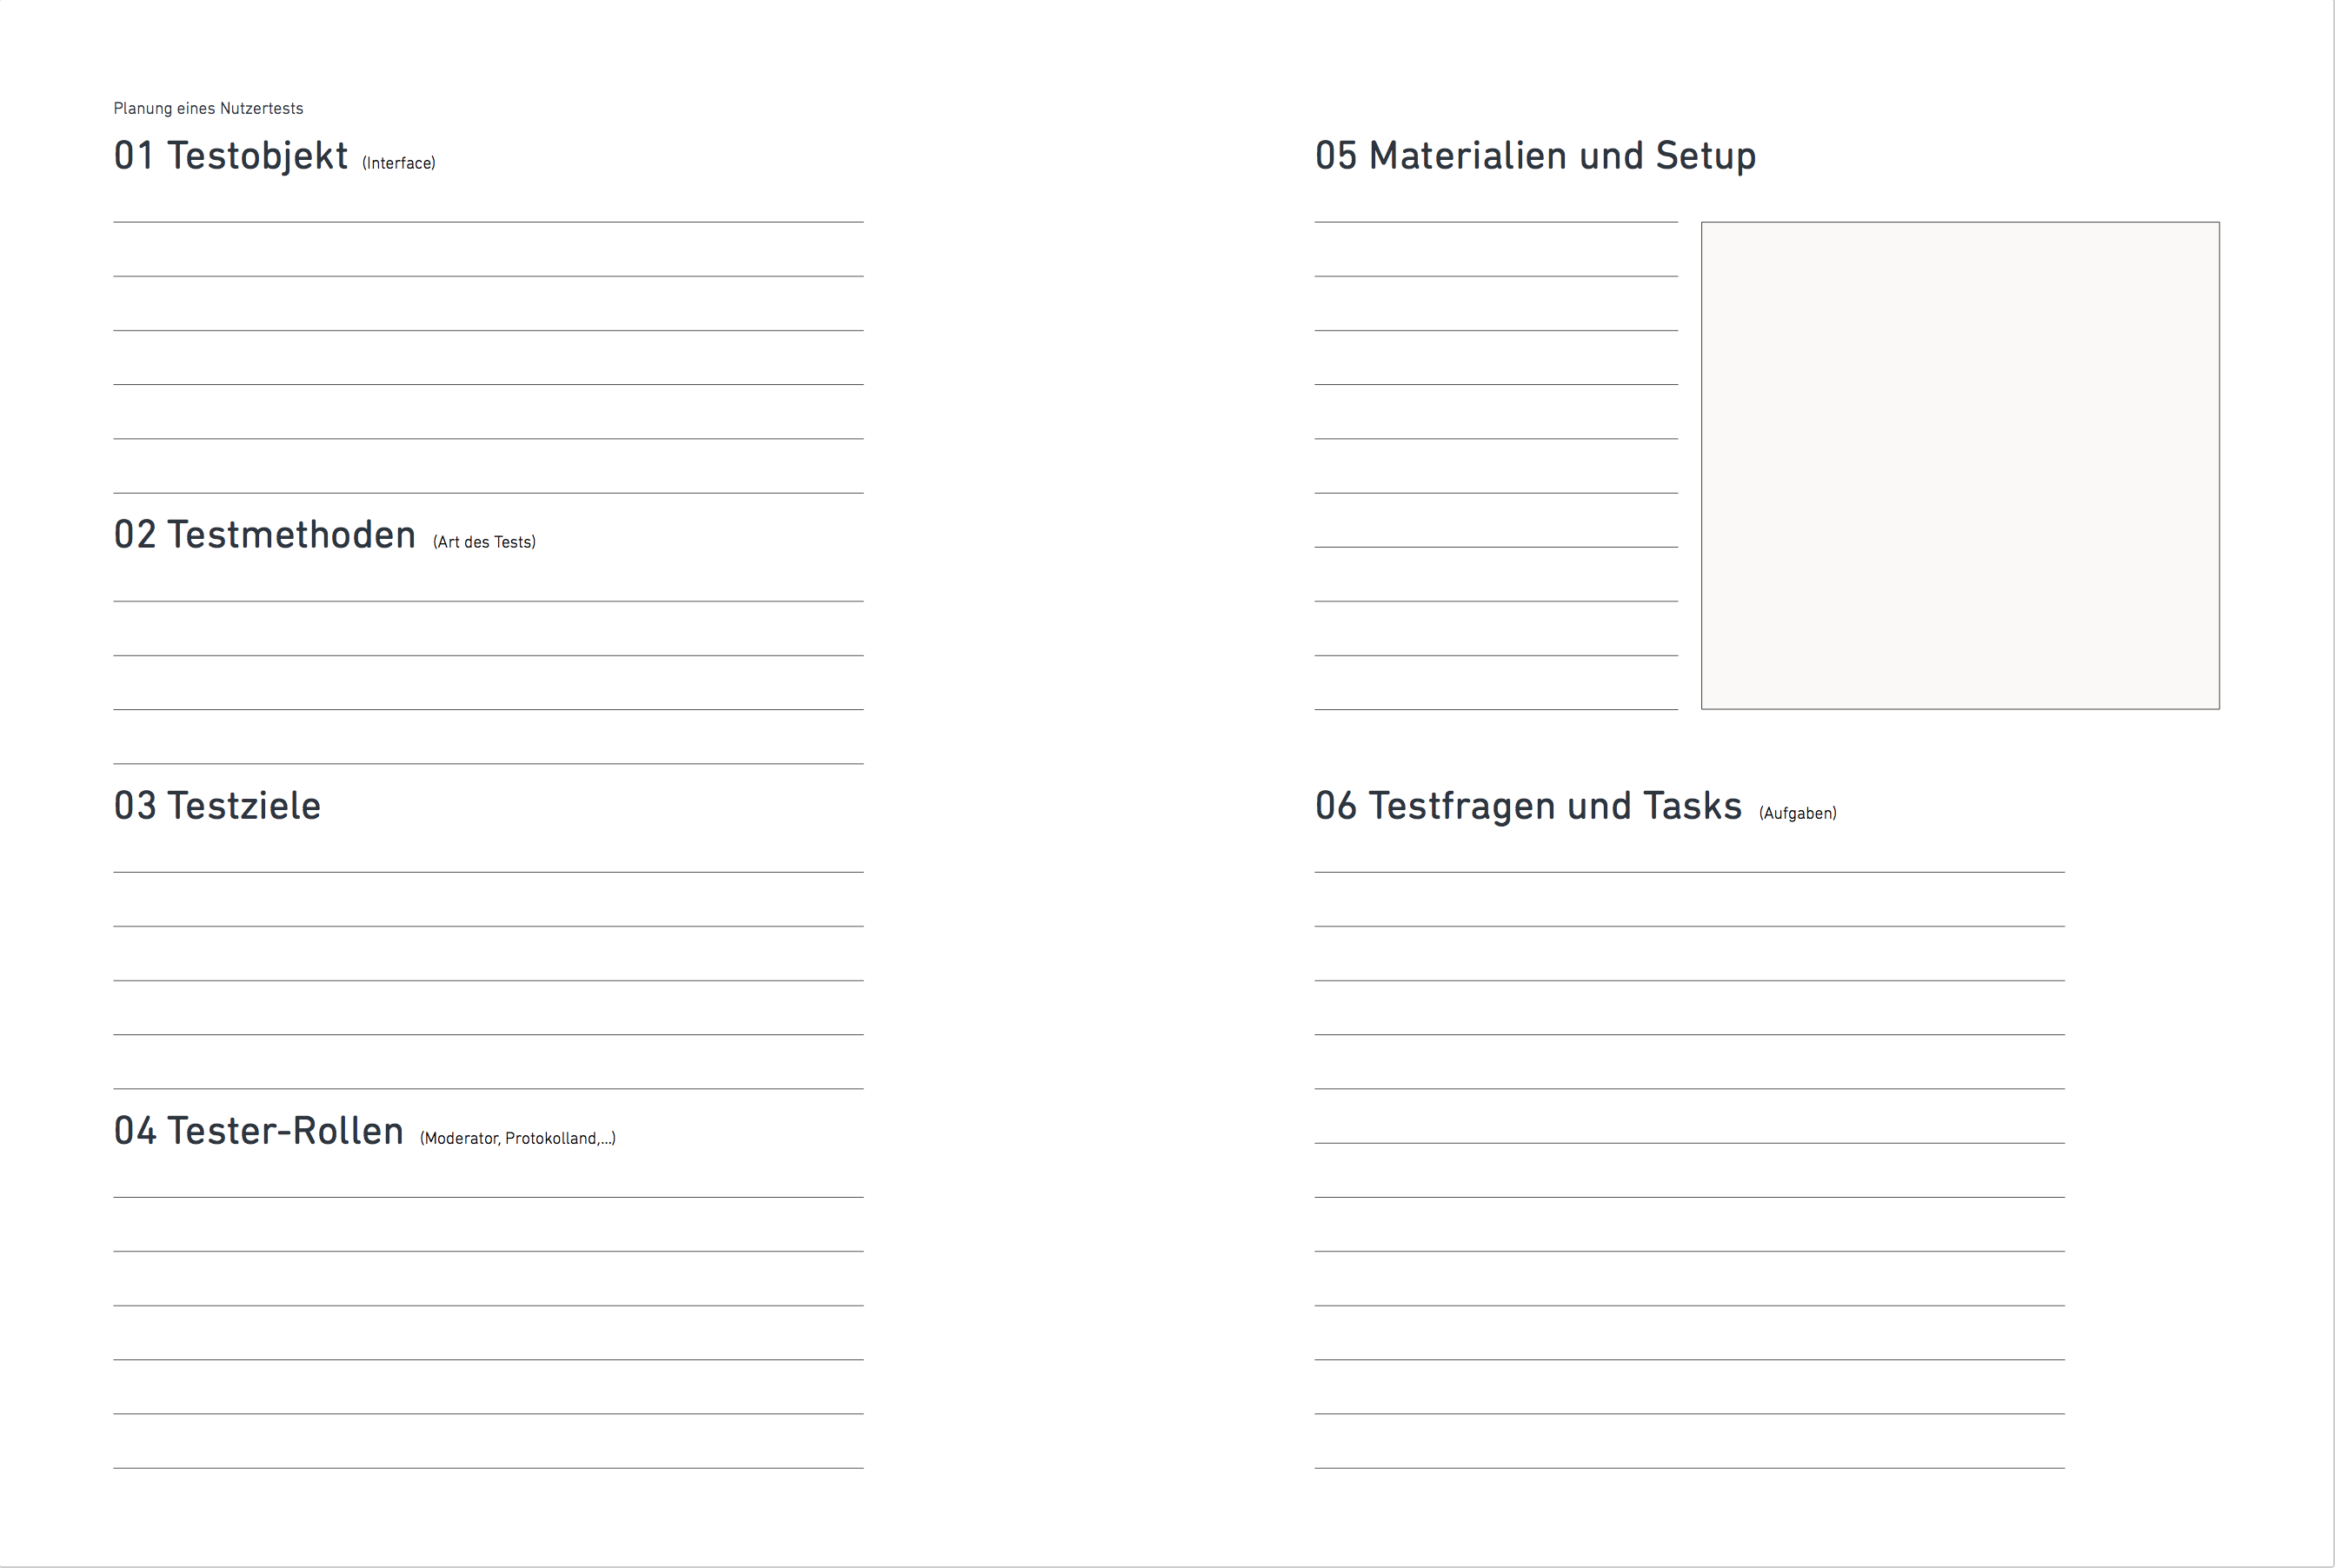 Planung eines Nutzertests
01 Testobjekt (Interface)
02 Testmethoden (Art des Tests)
03 Testziele
04 Tester-Rollen (Moderator, Protokolland,...)
05 Materialien und Setup
06 Testfragen und Tasks (Aufgaben)